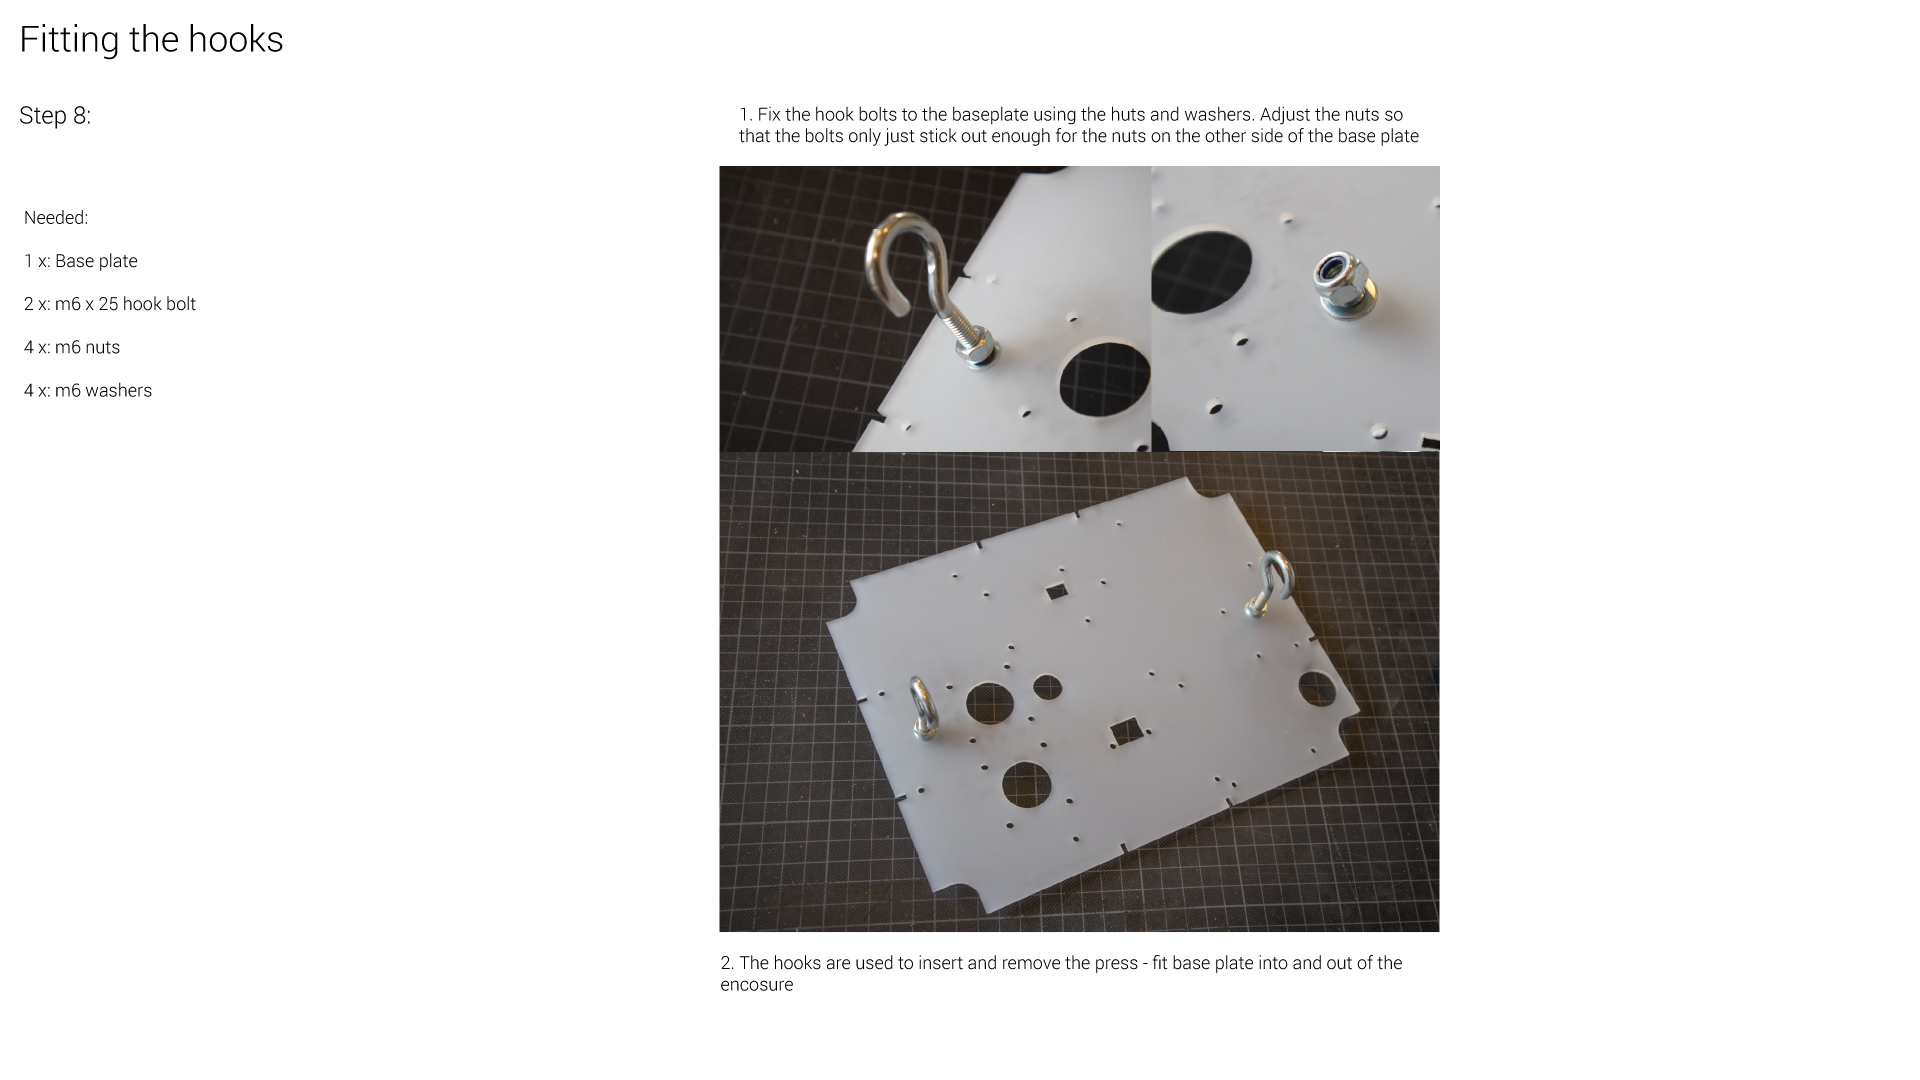 Fitting the hooks
Step 8:
Needed:
1 x: Base plate
2 x: m6 x 25 hook bolt
4 x: m6 nuts
4 x: m6 washers
1. Fix the hook bolts to the baseplate using the huts and washers. Adjust the nuts so
that the bolts only just stick out enough for the nuts on the other side of the base plate
2. The hooks are used to insert and remove the press - fit base plate into and out of the
encosure